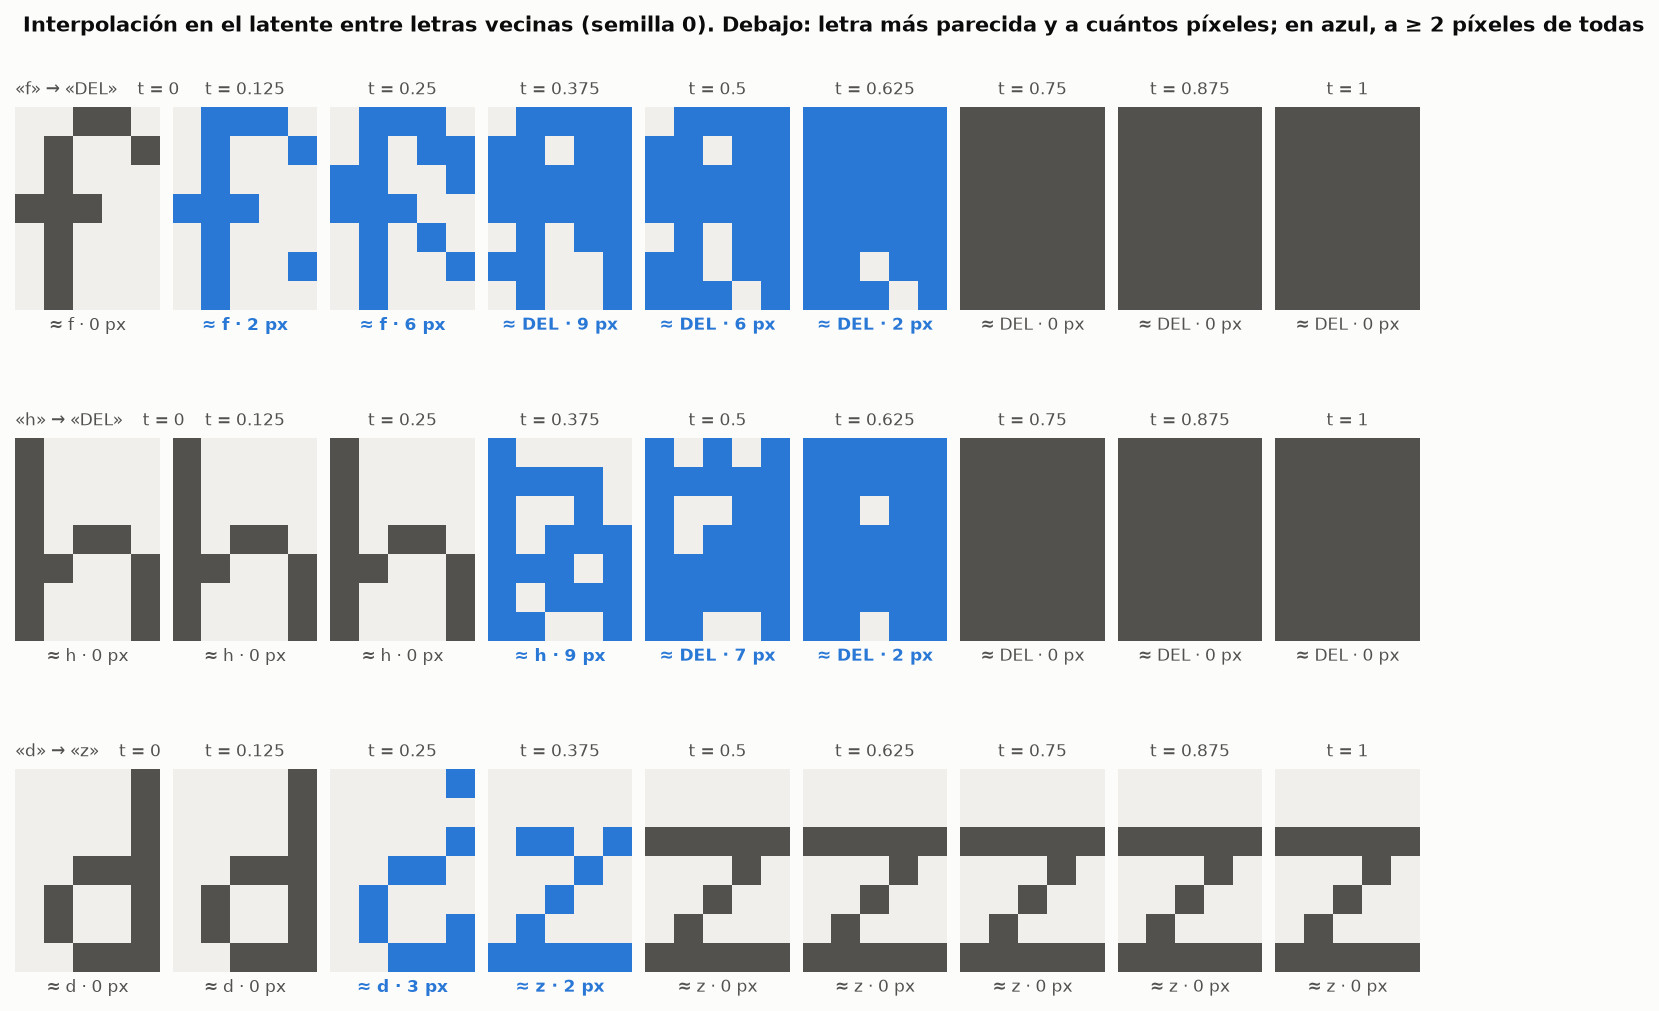 Interpolación en el latente entre letras vecinas (semilla 0). Debajo: letra más parecida y a cuántos píxeles; en azul, a ≥ 2 píxeles de todas
«f» → «DEL» t = 0 t = 0.125 t = 0.25 t = 0.375 t = 0.5 t = 0.625 t = 0.75 t = 0.875 t = 1
≈ f · 0 px ≈ f · 2 px ≈ f · 6 px ≈ DEL · 9 px ≈ DEL · 6 px ≈ DEL · 2 px ≈ DEL · 0 px ≈ DEL · 0 px ≈ DEL · 0 px
«h» → «DEL» t = 0 t = 0.125 t = 0.25 t = 0.375 t = 0.5 t = 0.625 t = 0.75 t = 0.875 t = 1
≈ h · 0 px ≈ h · 0 px ≈ h · 0 px ≈ h · 9 px ≈ DEL · 7 px ≈ DEL · 2 px ≈ DEL · 0 px ≈ DEL · 0 px ≈ DEL · 0 px
«d» → «z» t = 0 t = 0.125 t = 0.25 t = 0.375 t = 0.5 t = 0.625 t = 0.75 t = 0.875 t = 1
≈ d · 0 px ≈ d · 0 px ≈ d · 3 px ≈ z · 2 px ≈ z · 0 px ≈ z · 0 px ≈ z · 0 px ≈ z · 0 px ≈ z · 0 px